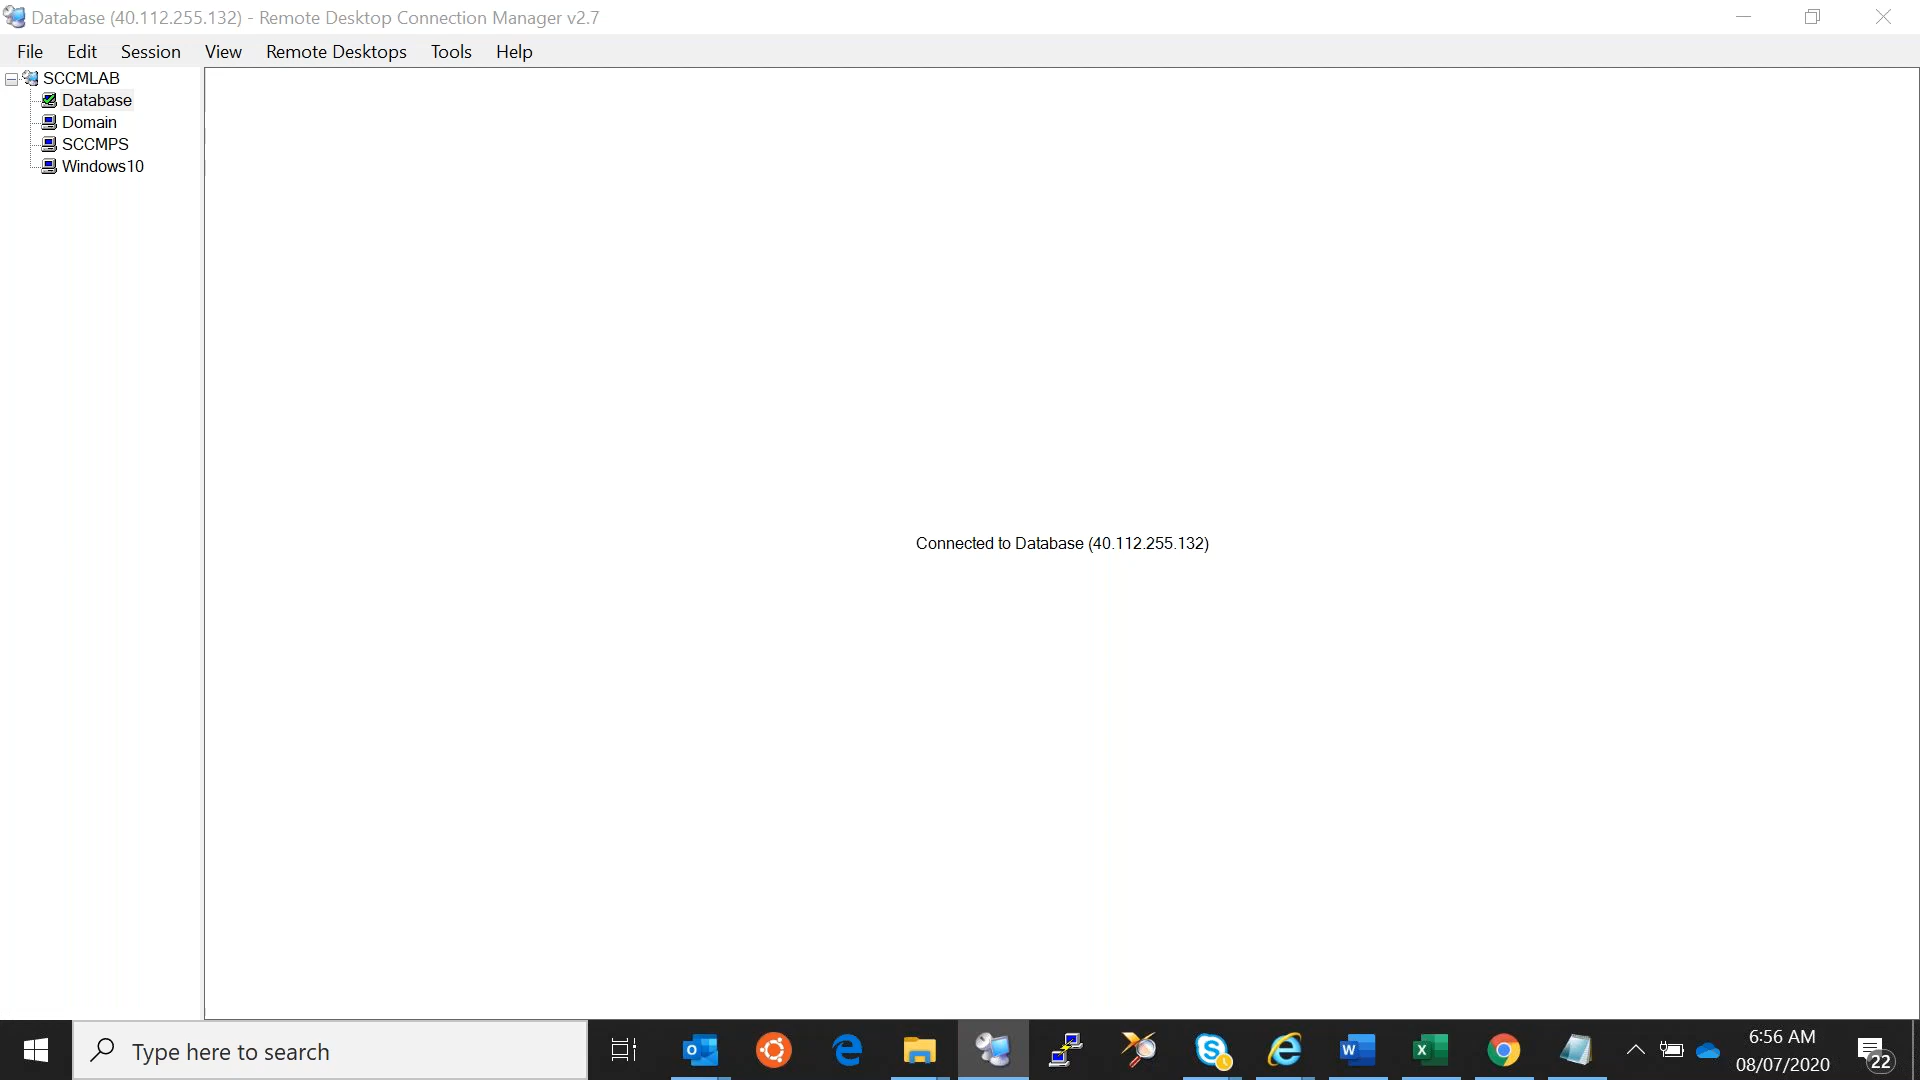 Database (40.112.255.132) - Remote Desktop Connection Manager v2.7
File Edit Session View Remote Desktops Tools Help
SCCMLAB
Database
Domain
SCCMPS
Windows10
Connected to Database (40.112.255.132)
Type here to search
6:56 AM
08/07/2020
22